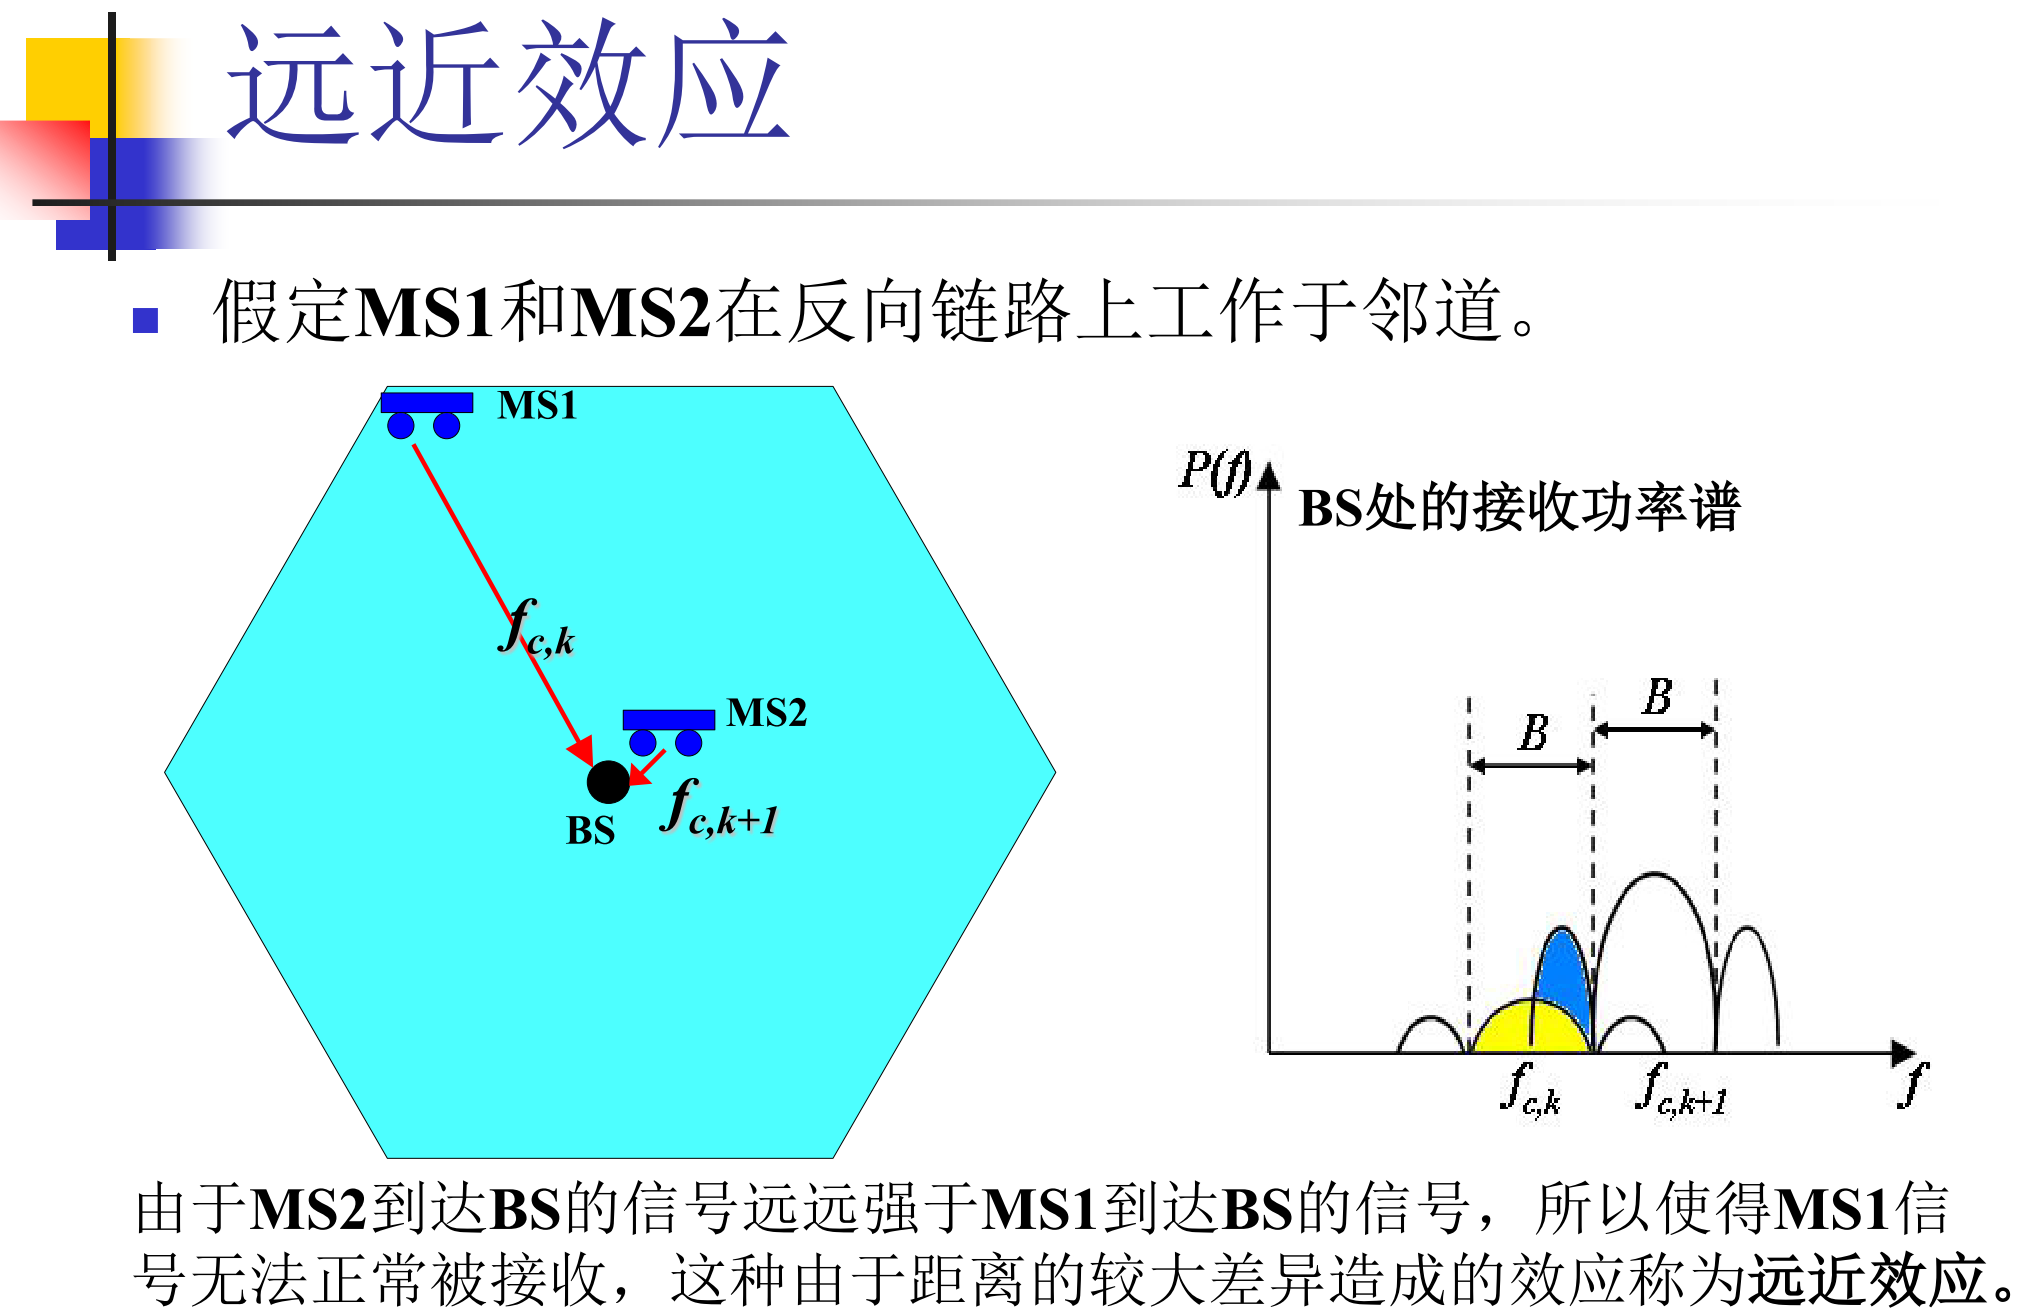 远近效应
假定MS1和MS2在反向链路上工作于邻道。
MS1
f c,k
MS2
f c,k+1
BS
P(f)
BS处的接收功率谱
B
B
f c,k
f c,k+1
f
由于MS2到达BS的信号远远强于MS1到达BS的信号，所以使得MS1信
号无法正常被接收，这种由于距离的较大差异造成的效应称为远近效应。